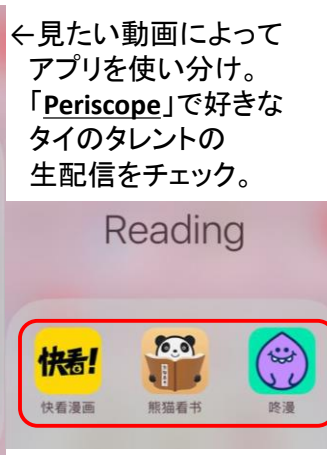 ←見たい動画によって
アプリを使い分け。
「Periscope」で好きな
タイのタレントの
生配信をチェック。
Reading
快看!
快看漫画
熊猫看书
咚漫